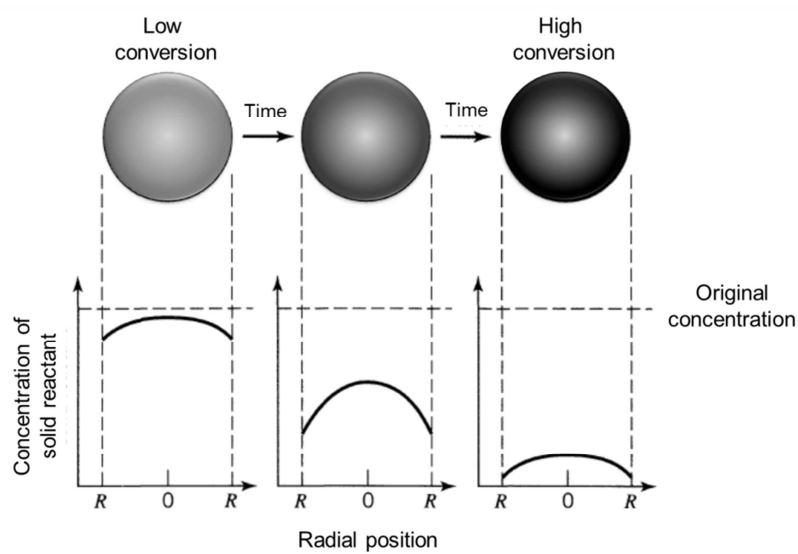 Low
conversion
High
conversion
Time
Time
Original
concentration
Concentration of
solid reactant
R
0
R
R
0
R
R
0
R
Radial position